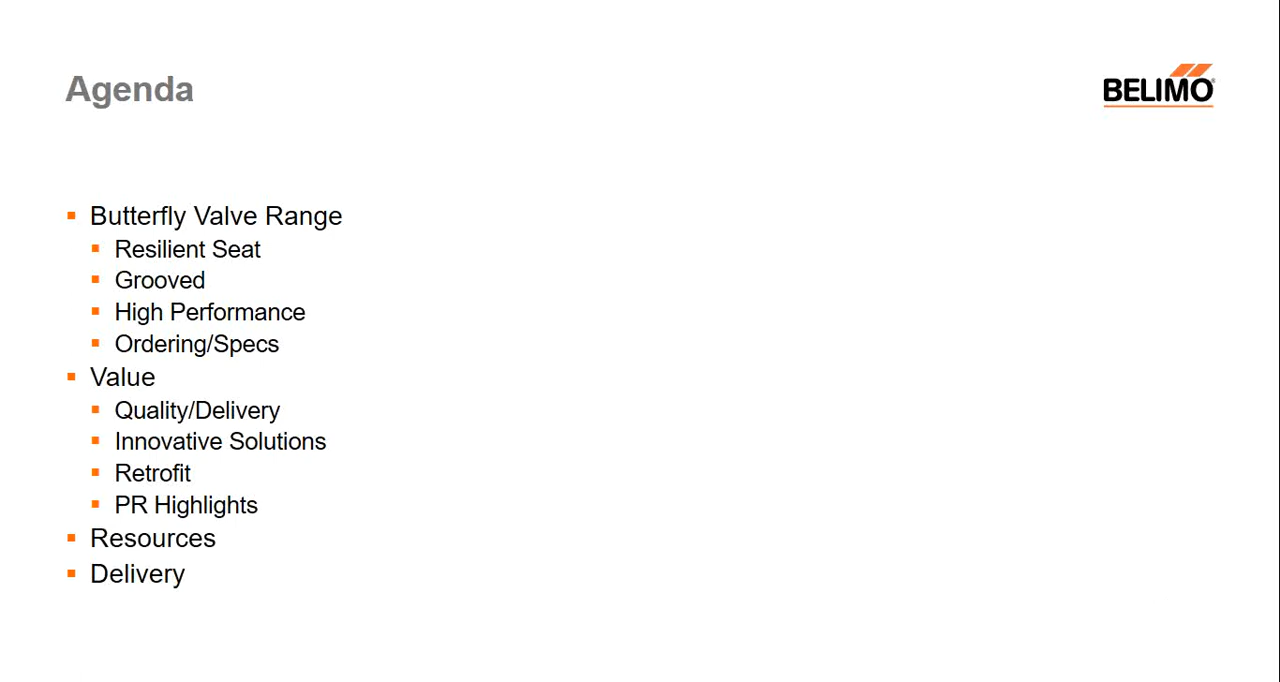 Agenda
BELIMO
Butterfly Valve Range
Resilient Seat
Grooved
High Performance
Ordering/Specs
Value
Quality/Delivery
Innovative Solutions
Retrofit
PR Highlights
Resources
Delivery